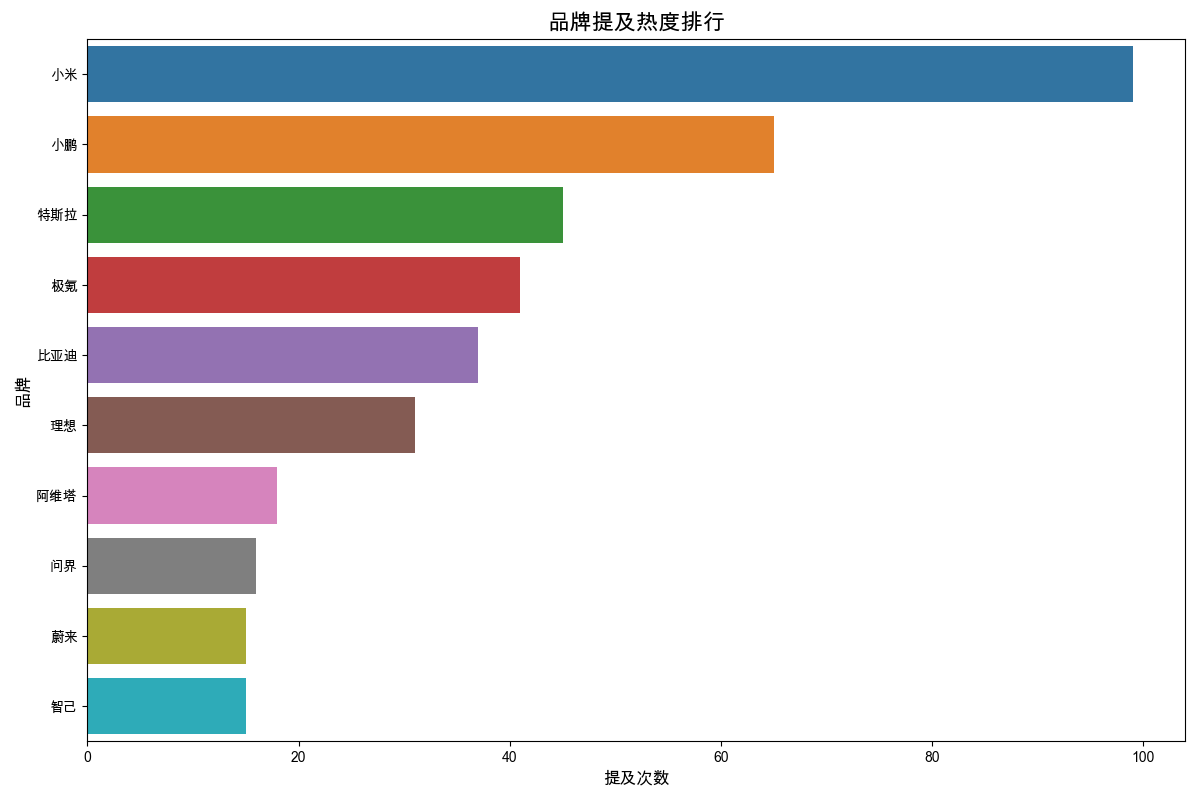 品牌提及热度排行
品牌
小米
小鹏
特斯拉
极氪
比亚迪
理想
阿维塔
问界
蔚来
智己
0 20 40 60 80 100
提及次数